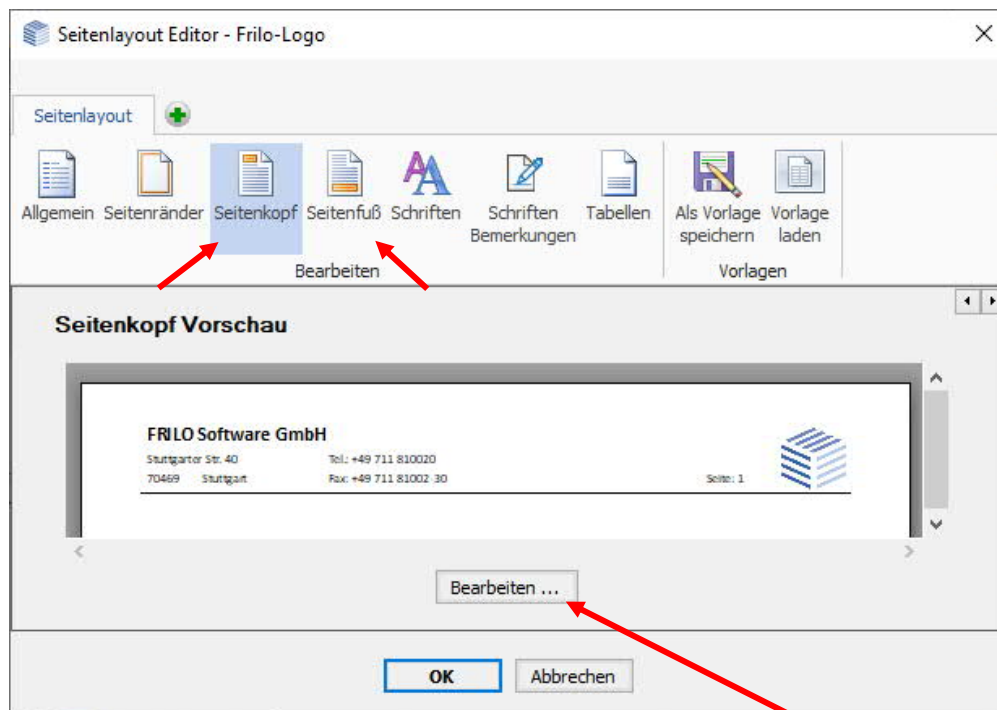 Seitenlayout Editor - Frilo-Logo
Seitenlayout
Allgemein Seitenränder Seitenkopf Seitenfuß Schriften Schriften Bemerkungen Tabellen Als Vorlage speichern Vorlage laden
Bearbeiten Vorlagen
Seitenkopf Vorschau
FRILO Software GmbH
Stuttgarter Str. 40 Tel.: +49 711 810020
70469 Stuttgart Fax: +49 711 81002-30 Seite: 1
Bearbeiten ...
OK Abbrechen